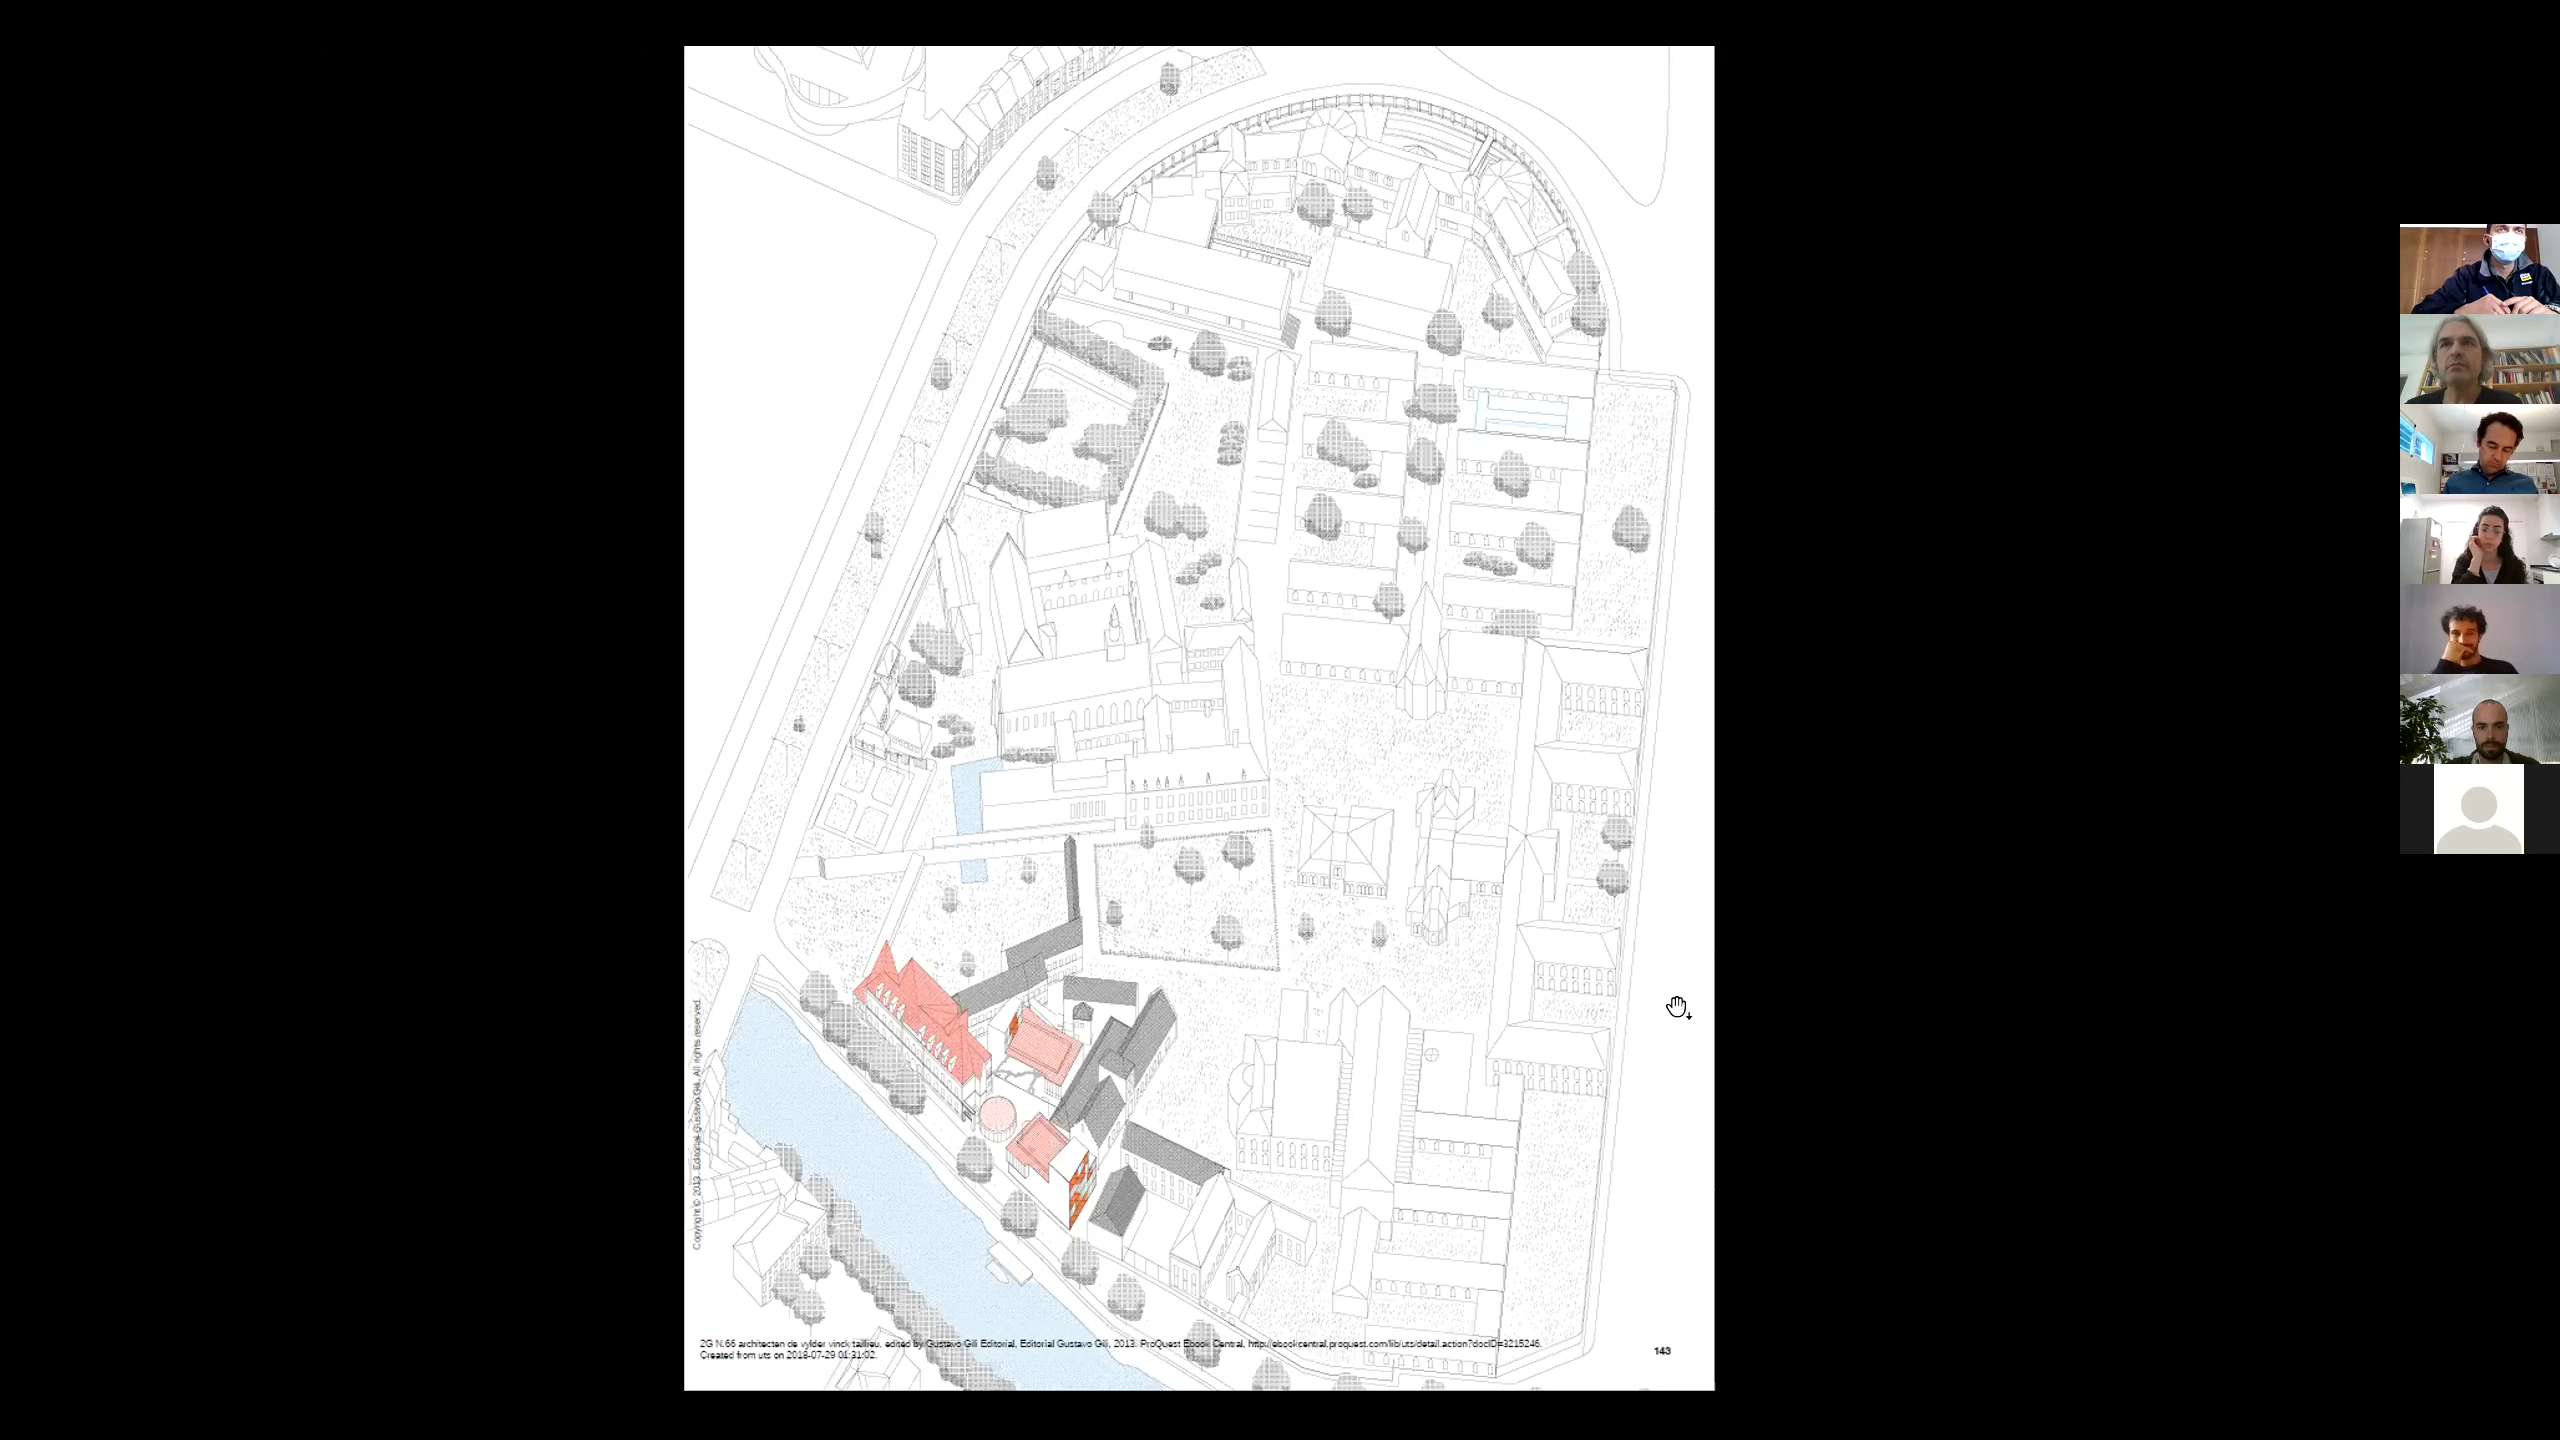 Copyright © 2013. Editorial Gustavo Gili. All rights reserved.
2G N.66 architecten de vylder vinck taillieu, edited by Gustavo Gili Editorial, Editorial Gustavo Gili, 2013. ProQuest Ebook Central, http://ebookcentral.proquest.com/lib/uts/detail.action?docID=3215246.
Created from uts on 2018-07-29 01:31:02.
143